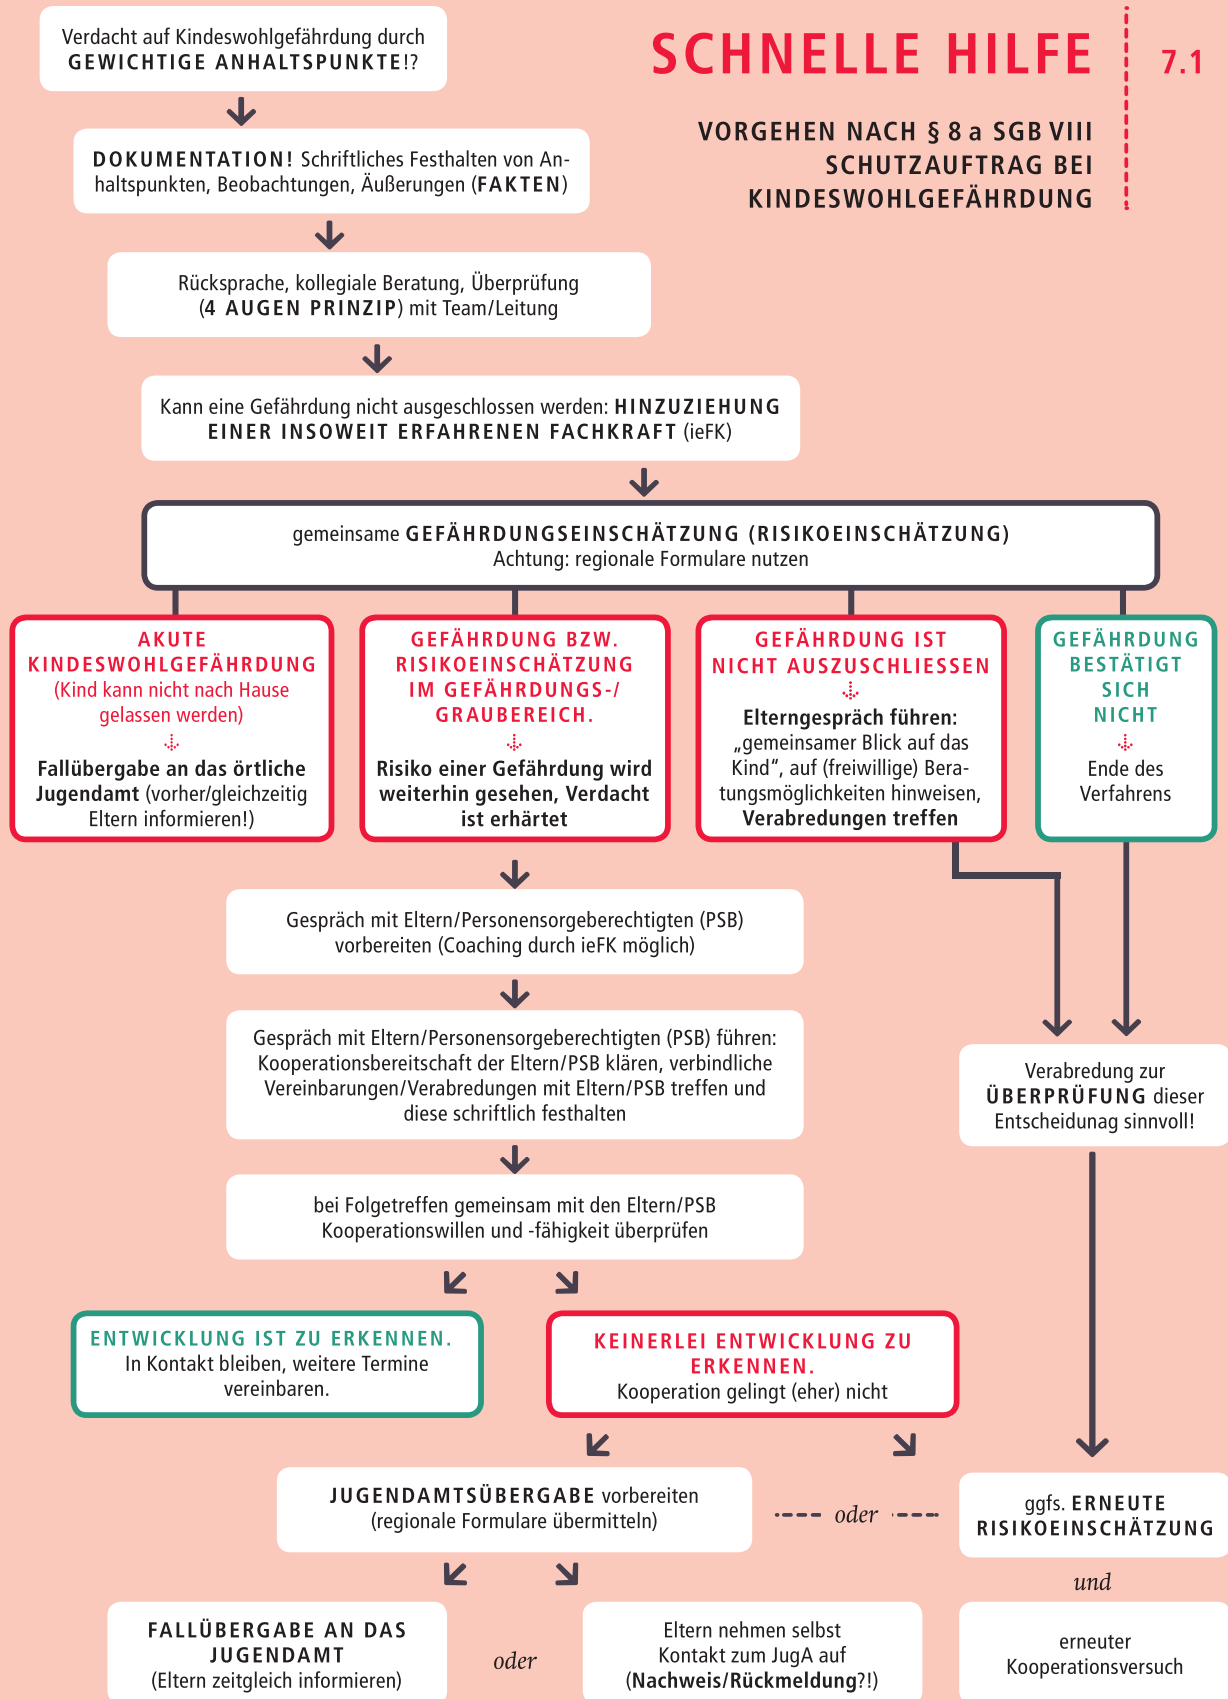 Verdacht auf Kindeswohlgefährdung durch
GEWICHTIGE ANHALTSPUNKTE!?
SCHNELLE HILFE
7.1
VORGEHEN NACH § 8 a SGB VIII
SCHUTZAUFTRAG BEI
KINDESWOHLGEFÄHRDUNG
DOKUMENTATION! Schriftliches Festhalten von An-
haltspunkten, Beobachtungen, Äußerungen (FAKTEN)
Rücksprache, kollegiale Beratung, Überprüfung
(4 AUGEN PRINZIP) mit Team/Leitung
Kann eine Gefährdung nicht ausgeschlossen werden: HINZUZIEHUNG
EINER INSOWEIT ERFAHRENEN FACHKRAFT (ieFK)
gemeinsame GEFÄHRDUNGSEINSCHÄTZUNG (RISIKOEINSCHÄTZUNG)
Achtung: regionale Formulare nutzen
AKUTE
KINDESWOHLGEFÄHRDUNG
(Kind kann nicht nach Hause
gelassen werden)
Fallübergabe an das örtliche
Jugendamt (vorher/gleichzeitig
Eltern informieren!)
GEFÄHRDUNG BZW.
RISIKOEINSCHÄTZUNG
IM GEFÄHRDUNGS-/
GRAUBEREICH.
Risiko einer Gefährdung wird
weiterhin gesehen, Verdacht
ist erhärtet
GEFÄHRDUNG IST
NICHT AUSZUSCHLIESSEN
Elterngespräch führen:
„gemeinsamer Blick auf das
Kind“, auf (freiwillige) Bera-
tungsmöglichkeiten hinweisen,
Verabredungen treffen
GEFÄHRDUNG
BESTÄTIGT
SICH
NICHT
Ende des
Verfahrens
Gespräch mit Eltern/Personensorgeberechtigten (PSB)
vorbereiten (Coaching durch ieFK möglich)
Gespräch mit Eltern/Personensorgeberechtigten (PSB) führen:
Kooperationsbereitschaft der Eltern/PSB klären, verbindliche
Vereinbarungen/Verabredungen mit Eltern/PSB treffen und
diese schriftlich festhalten
Verabredung zur
ÜBERPRÜFUNG dieser
Entscheidunag sinnvoll!
bei Folgetreffen gemeinsam mit den Eltern/PSB
Kooperationswillen und -fähigkeit überprüfen
ENTWICKLUNG IST ZU ERKENNEN.
In Kontakt bleiben, weitere Termine
vereinbaren.
KEINERLEI ENTWICKLUNG ZU
ERKENNEN.
Kooperation gelingt (eher) nicht
JUGENDAMTSÜBERGABE vorbereiten
(regionale Formulare übermitteln)
oder
ggfs. ERNEUTE
RISIKOEINSCHÄTZUNG
und
FALLÜBERGABE AN DAS
JUGENDAMT
(Eltern zeitgleich informieren)
oder
Eltern nehmen selbst
Kontakt zum JugA auf
(Nachweis/Rückmeldung?!)
erneuter
Kooperationsversuch